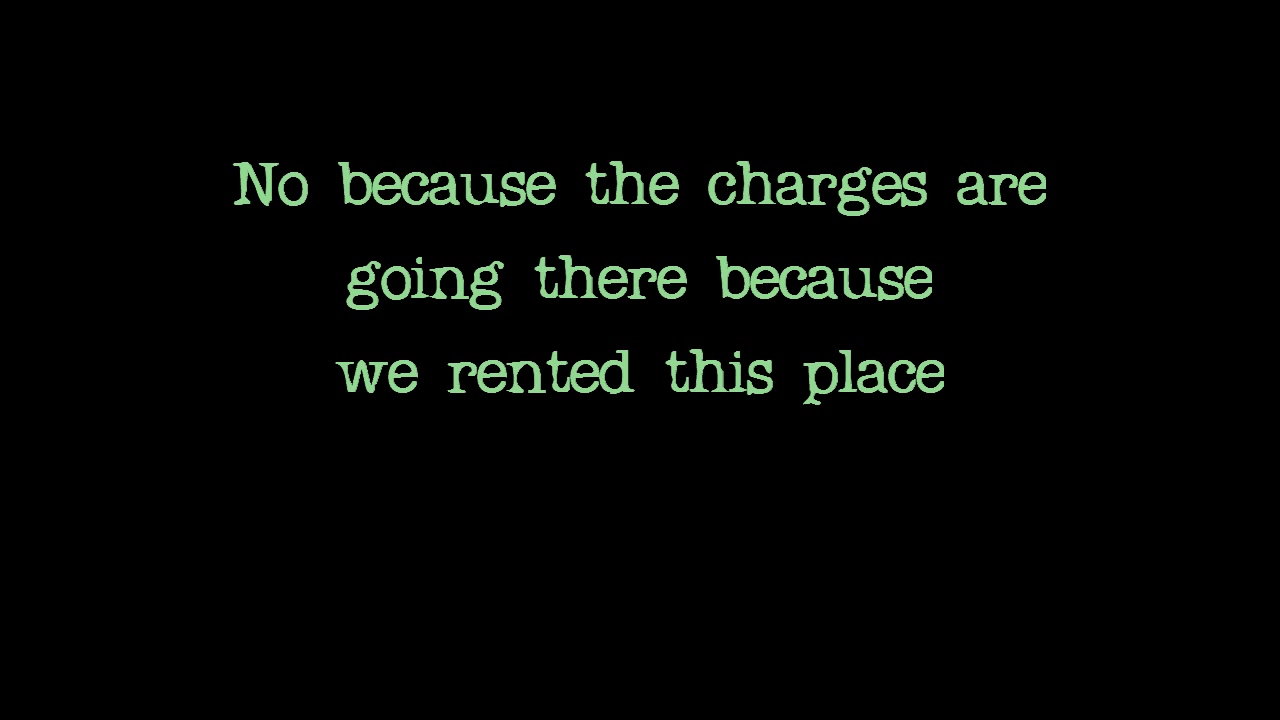 No because the charges are
going there because
we rented this place